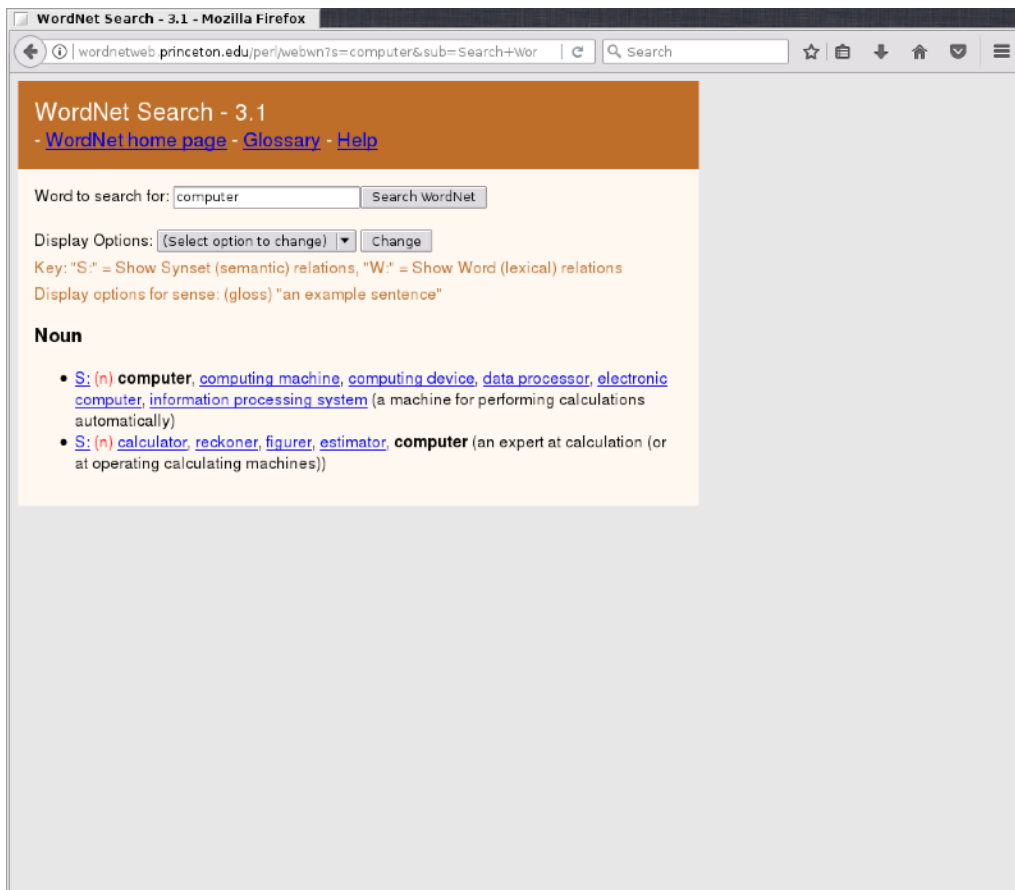 WordNet Search - 3.1 - Mozilla Firefox
wordnetweb.princeton.edu/perl/webwn?s=computer&sub=Search+Wor
Search
WordNet Search - 3.1
- WordNet home page - Glossary - Help
Word to search for: computer Search WordNet
Display Options: (Select option to change) Change
Key: "S:" = Show Synset (semantic) relations, "W:" = Show Word (lexical) relations
Display options for sense: (gloss) "an example sentence"
Noun
• S: (n) computer, computing machine, computing device, data processor, electronic
computer, information processing system (a machine for performing calculations
automatically)
• S: (n) calculator, reckoner, figurer, estimator, computer (an expert at calculation (or
at operating calculating machines))